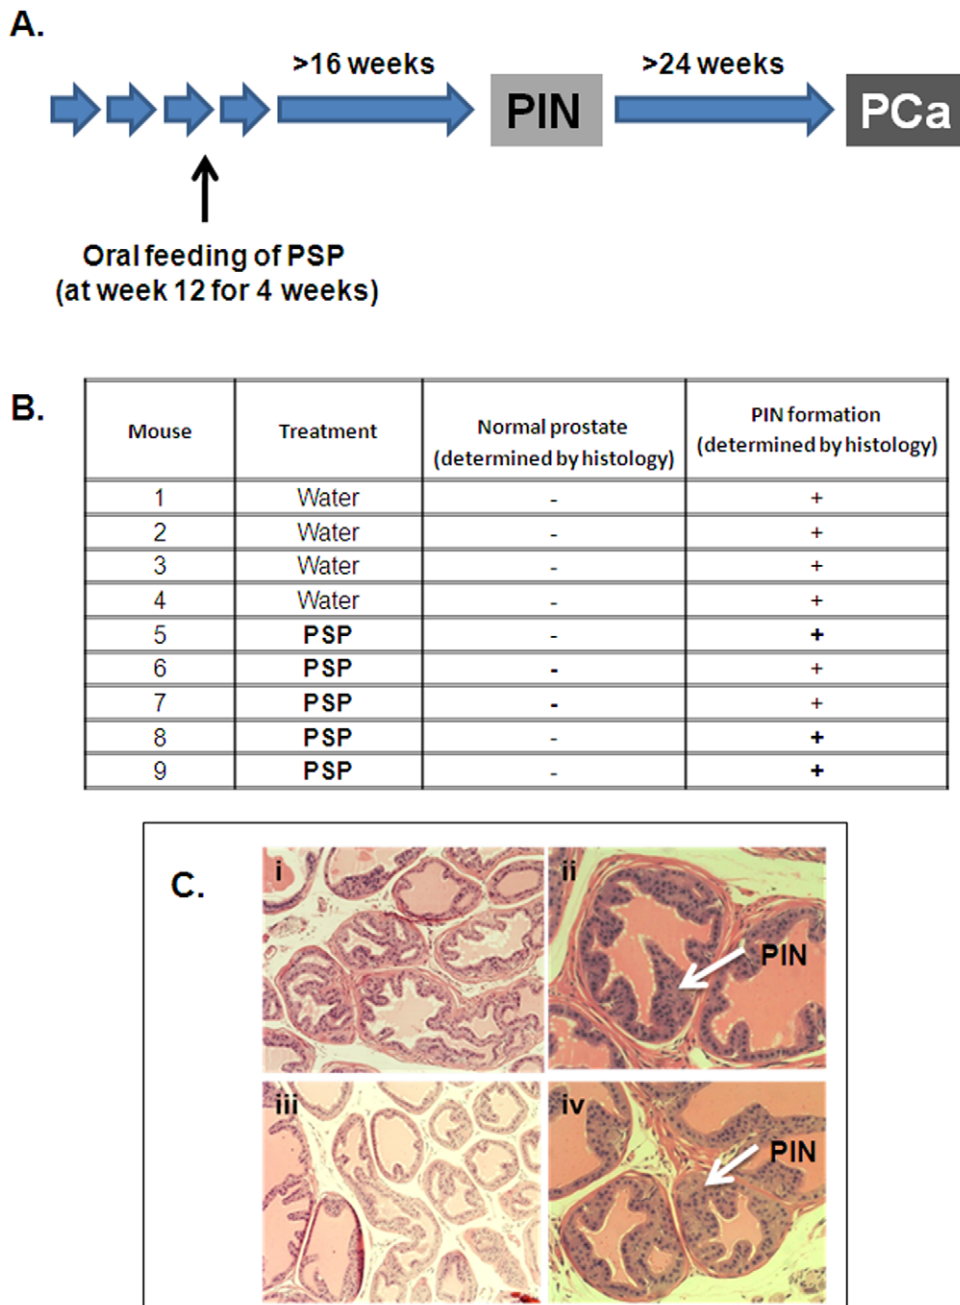 A.
>16 weeks
>24 weeks
PIN
PCa
Oral feeding of PSP
(at week 12 for 4 weeks)
B.
Mouse Treatment Normal prostate (determined by histology) PIN formation (determined by histology)
1 Water - +
2 Water - +
3 Water - +
4 Water - +
5 PSP - +
6 PSP - +
7 PSP - +
8 PSP - +
9 PSP - +
C.
i
ii
PIN
iii
iv
PIN